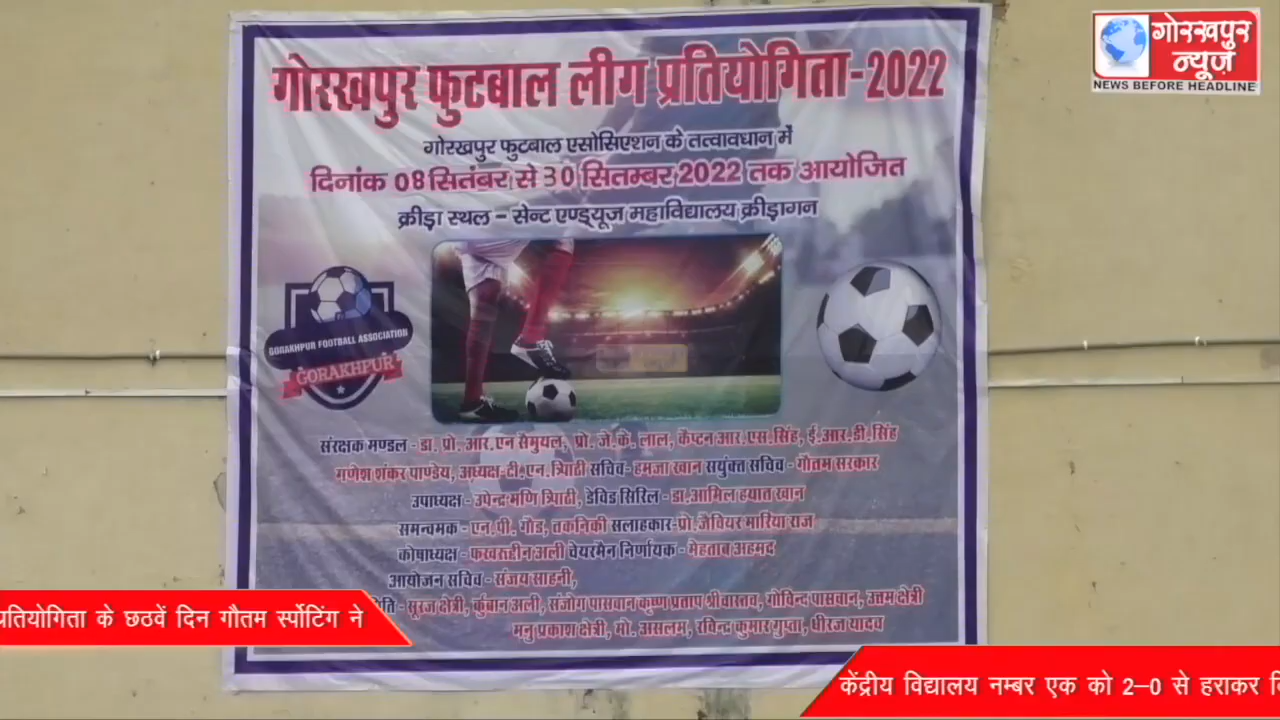 गोरखपुर
न्यूज़
NEWS BEFORE HEADLINE
गोरखपुर फुटबाल लीग प्रतियोगिता-2022
गोरखपुर फुटबाल एसोसिएशन के तत्वावधान में
दिनांक 08 सितंबर से 30 सितम्बर 2022 तक आयोजित
क्रीड़ा स्थल - सेन्ट एण्ड्यूज महाविद्यालय क्रीड़ागन
GORAKHPUR FOOTBALL ASSOCIATION
GORAKHPUR
संरक्षक मण्डल - डा. प्रो. आर.एन सैमुयल, प्रो. जे.के. लाल, कैप्टन आर.एस.सिंह, ई.आर.डी.सिंह
गणेश शंकर पाण्डेय, अध्यक्ष-टी.एन. त्रिपाठी सचिव- हमजा खान सयुंक्त सचिव - गौतम सरकार
उपाध्यक्ष - उपेन्द्र मणि त्रिपाठी, डेविड सिरिल - डा.आमिल हयात खान
समन्वमक - एन.पी. गौड, तकनिकी सलाहकार-प्रो.जैवियर मारिया राज
कोषाध्यक्ष - फखरूद्दीन अली चेयरमैन निर्णायक - मेहताब अहमद
आयोजन सचिव - संजय साहनी,
ति - सूरज क्षेत्री, कुंबान अली, संजोग पासवान कृष्ण प्रताप श्रीवास्तव, गोविन्द पासवान, उत्तम क्षेत्री
मनु प्रकाश क्षेत्री, मो. असलम, रविन्द्र कुमार गुप्ता, धीरज यादव
प्रतियोगिता के छठवें दिन गौतम र्स्पोटिंग ने
केंद्रीय विद्यालय नम्बर एक को 2-0 से हराकर